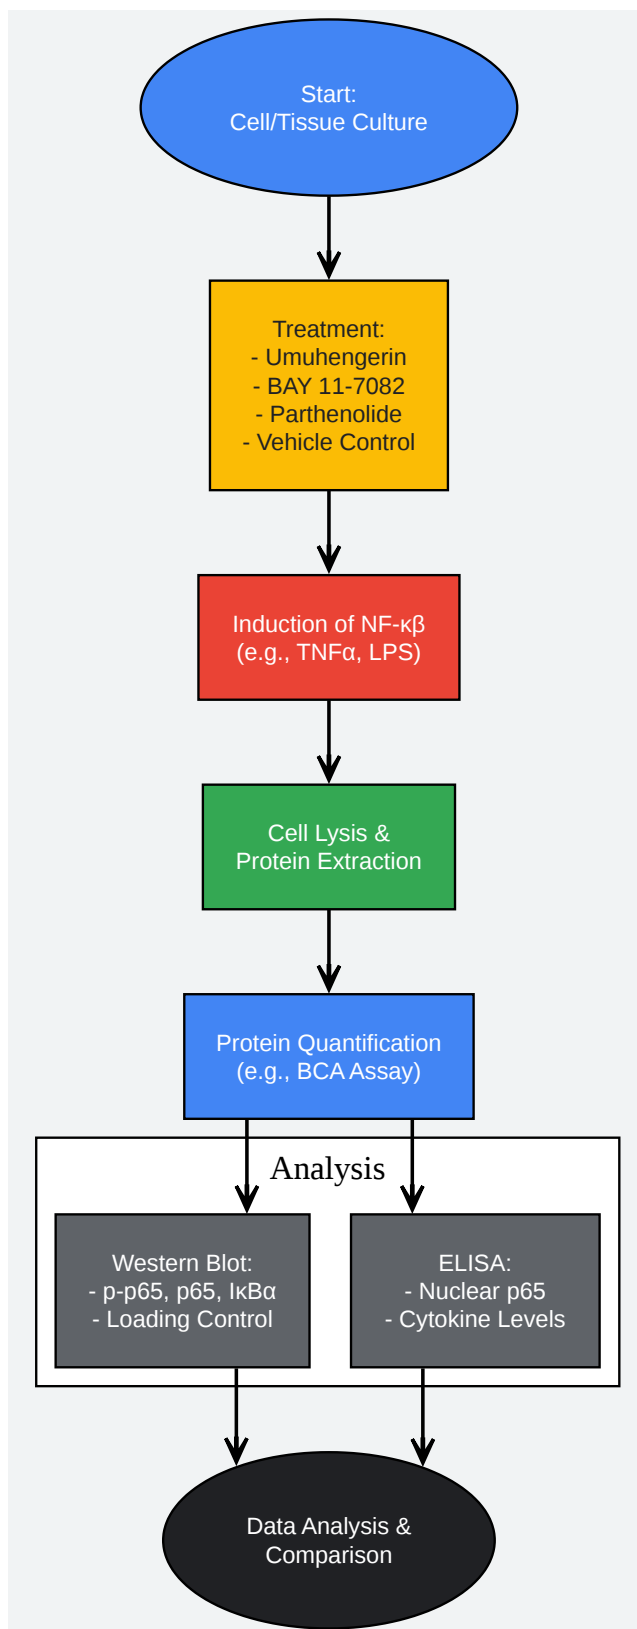 Start:
Cell/Tissue Culture
Treatment:
- Umuhengerin
- BAY 11-7082
- Parthenolide
- Vehicle Control
Induction of NF-κβ
(e.g., TNFα, LPS)
Cell Lysis &
Protein Extraction
Protein Quantification
(e.g., BCA Assay)
Analysis
Western Blot:
- p-p65, p65, IκBα
- Loading Control
ELISA:
- Nuclear p65
- Cytokine Levels
Data Analysis &
Comparison